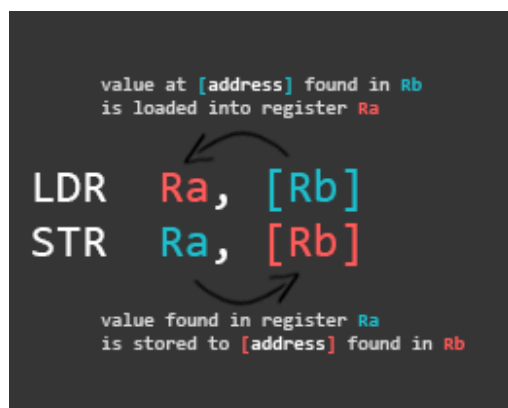 value at [address] found in Rb
is loaded into register Ra
LDR Ra, [Rb]
STR Ra, [Rb]
value found in register Ra
is stored to [address] found in Rb